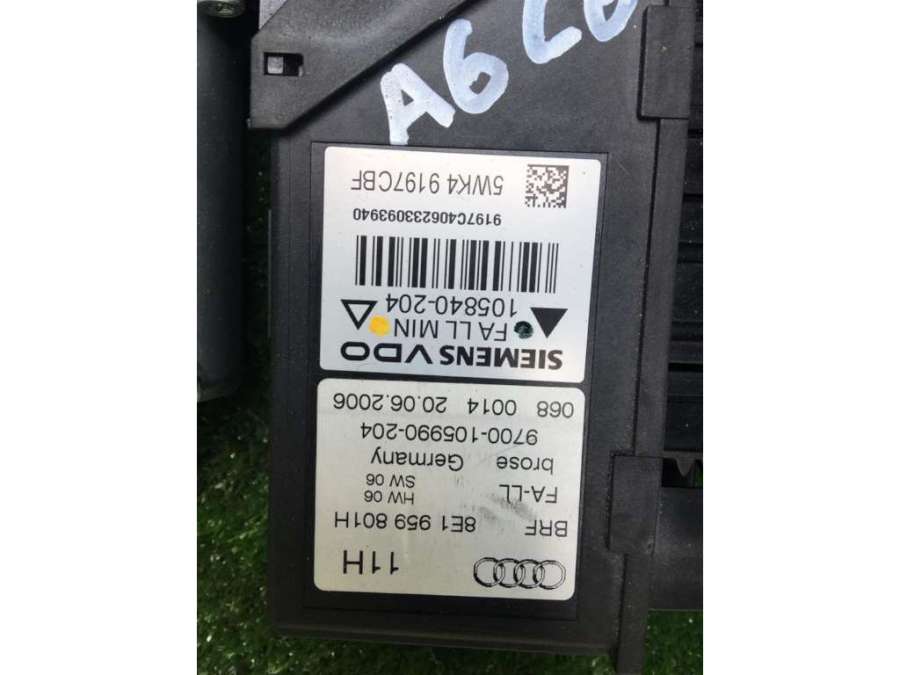 A6 C6
11H
BRF 8E1 959 801H
FA-LL HW 06
SW 06
brose Germany
9700-105990-204
068 0014 20.06.2006
SIEMENS VDO
FA LL MIN
105840-204
9197C406233093940
5WK4 9197CBF